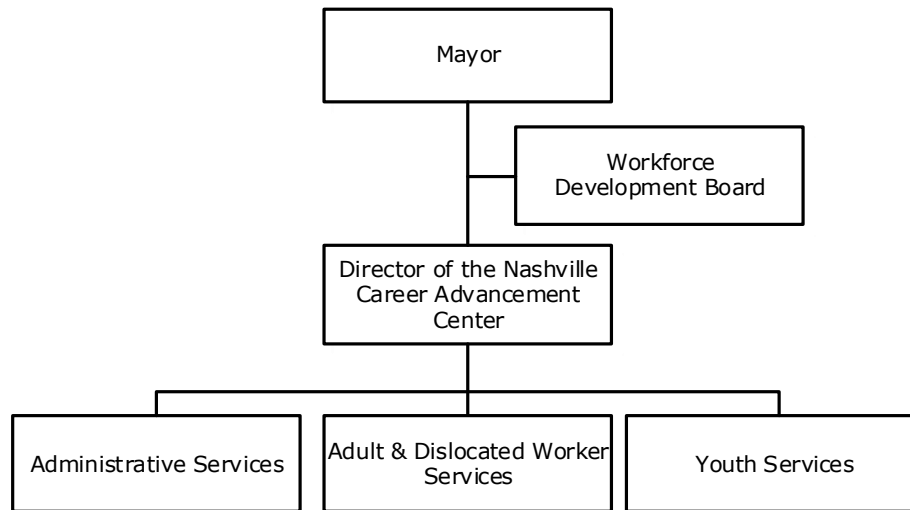 Mayor
Workforce
Development Board
Director of the Nashville
Career Advancement
Center
Administrative Services
Adult & Dislocated Worker
Services
Youth Services